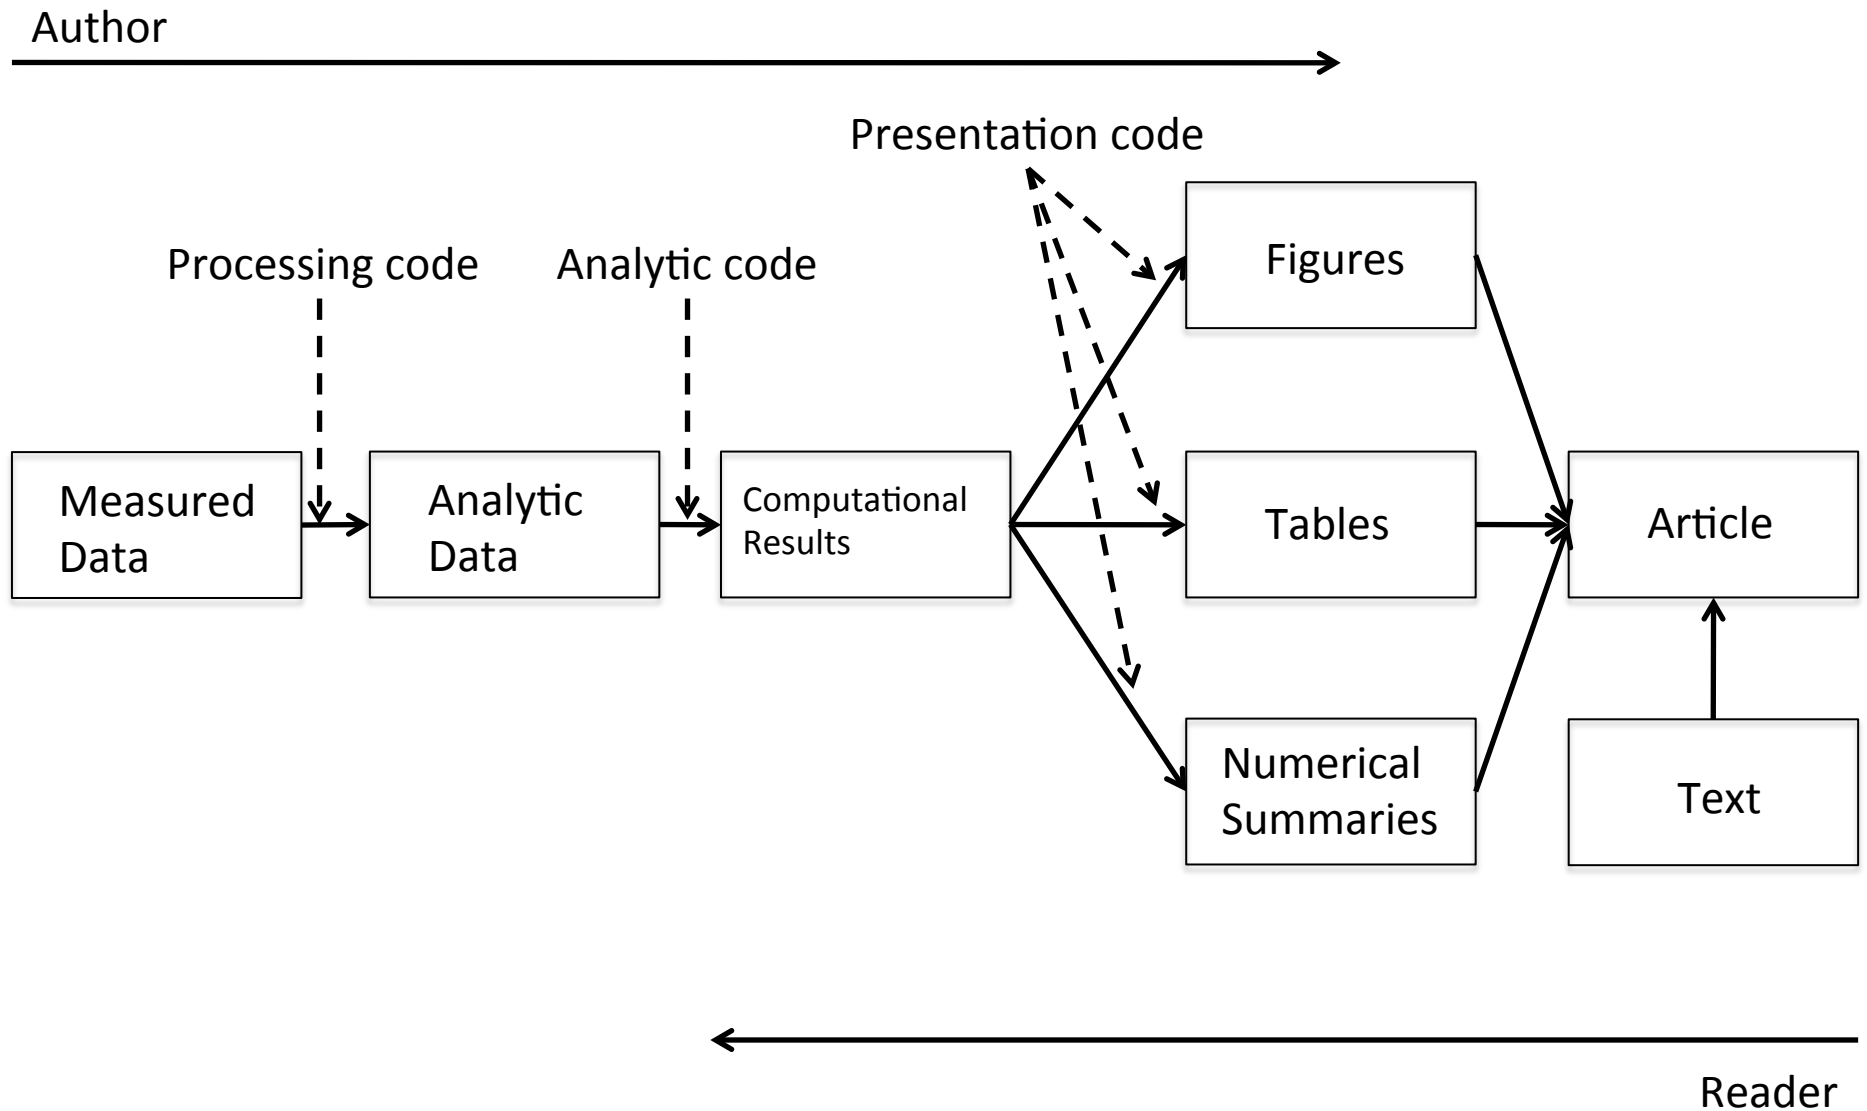 Author
Presentation code
Processing code
Analytic code
Figures
Measured
Data
Analytic
Data
Computational
Results
Tables
Article
Numerical
Summaries
Text
Reader